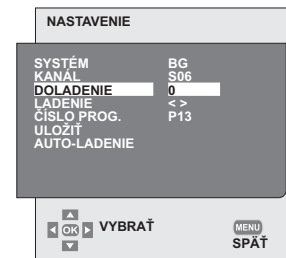 NASTAVENIE
SYSTÉM BG
KANÁL S06
DOLADENIE 0
LADENIE < >
ČÍSLO PROG. P13
ULOŽIŤ
AUTO-LADENIE
OK VYBRAŤ MENU
SPÄŤ